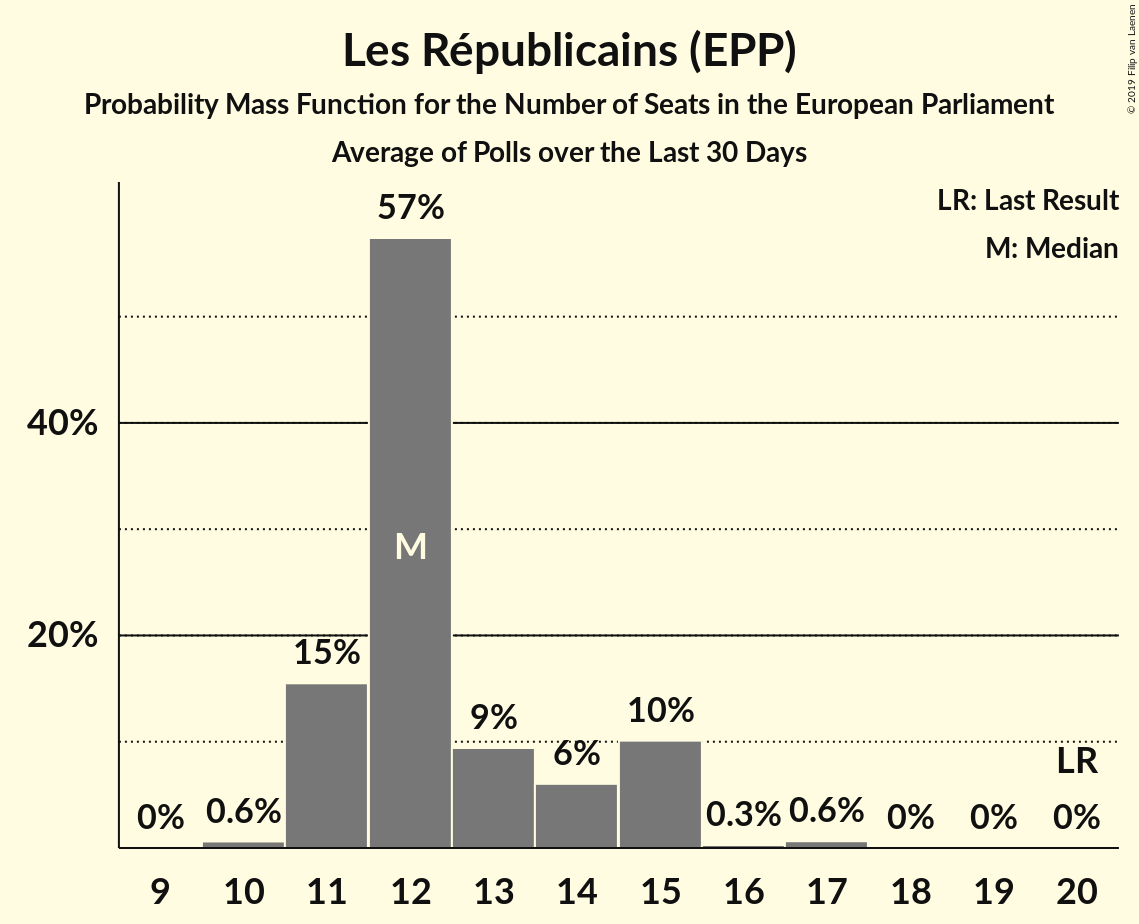 Les Républicains (EPP)
Probability Mass Function for the Number of Seats in the European Parliament
Average of Polls over the Last 30 Days
© 2019 Filip van Laenen
LR: Last Result
M: Median
57%
40%
M
20%
15%
9%
6%
10%
LR
0%
0.6%
0.3%
0.6%
0%
0%
0%
9 10 11 12 13 14 15 16 17 18 19 20